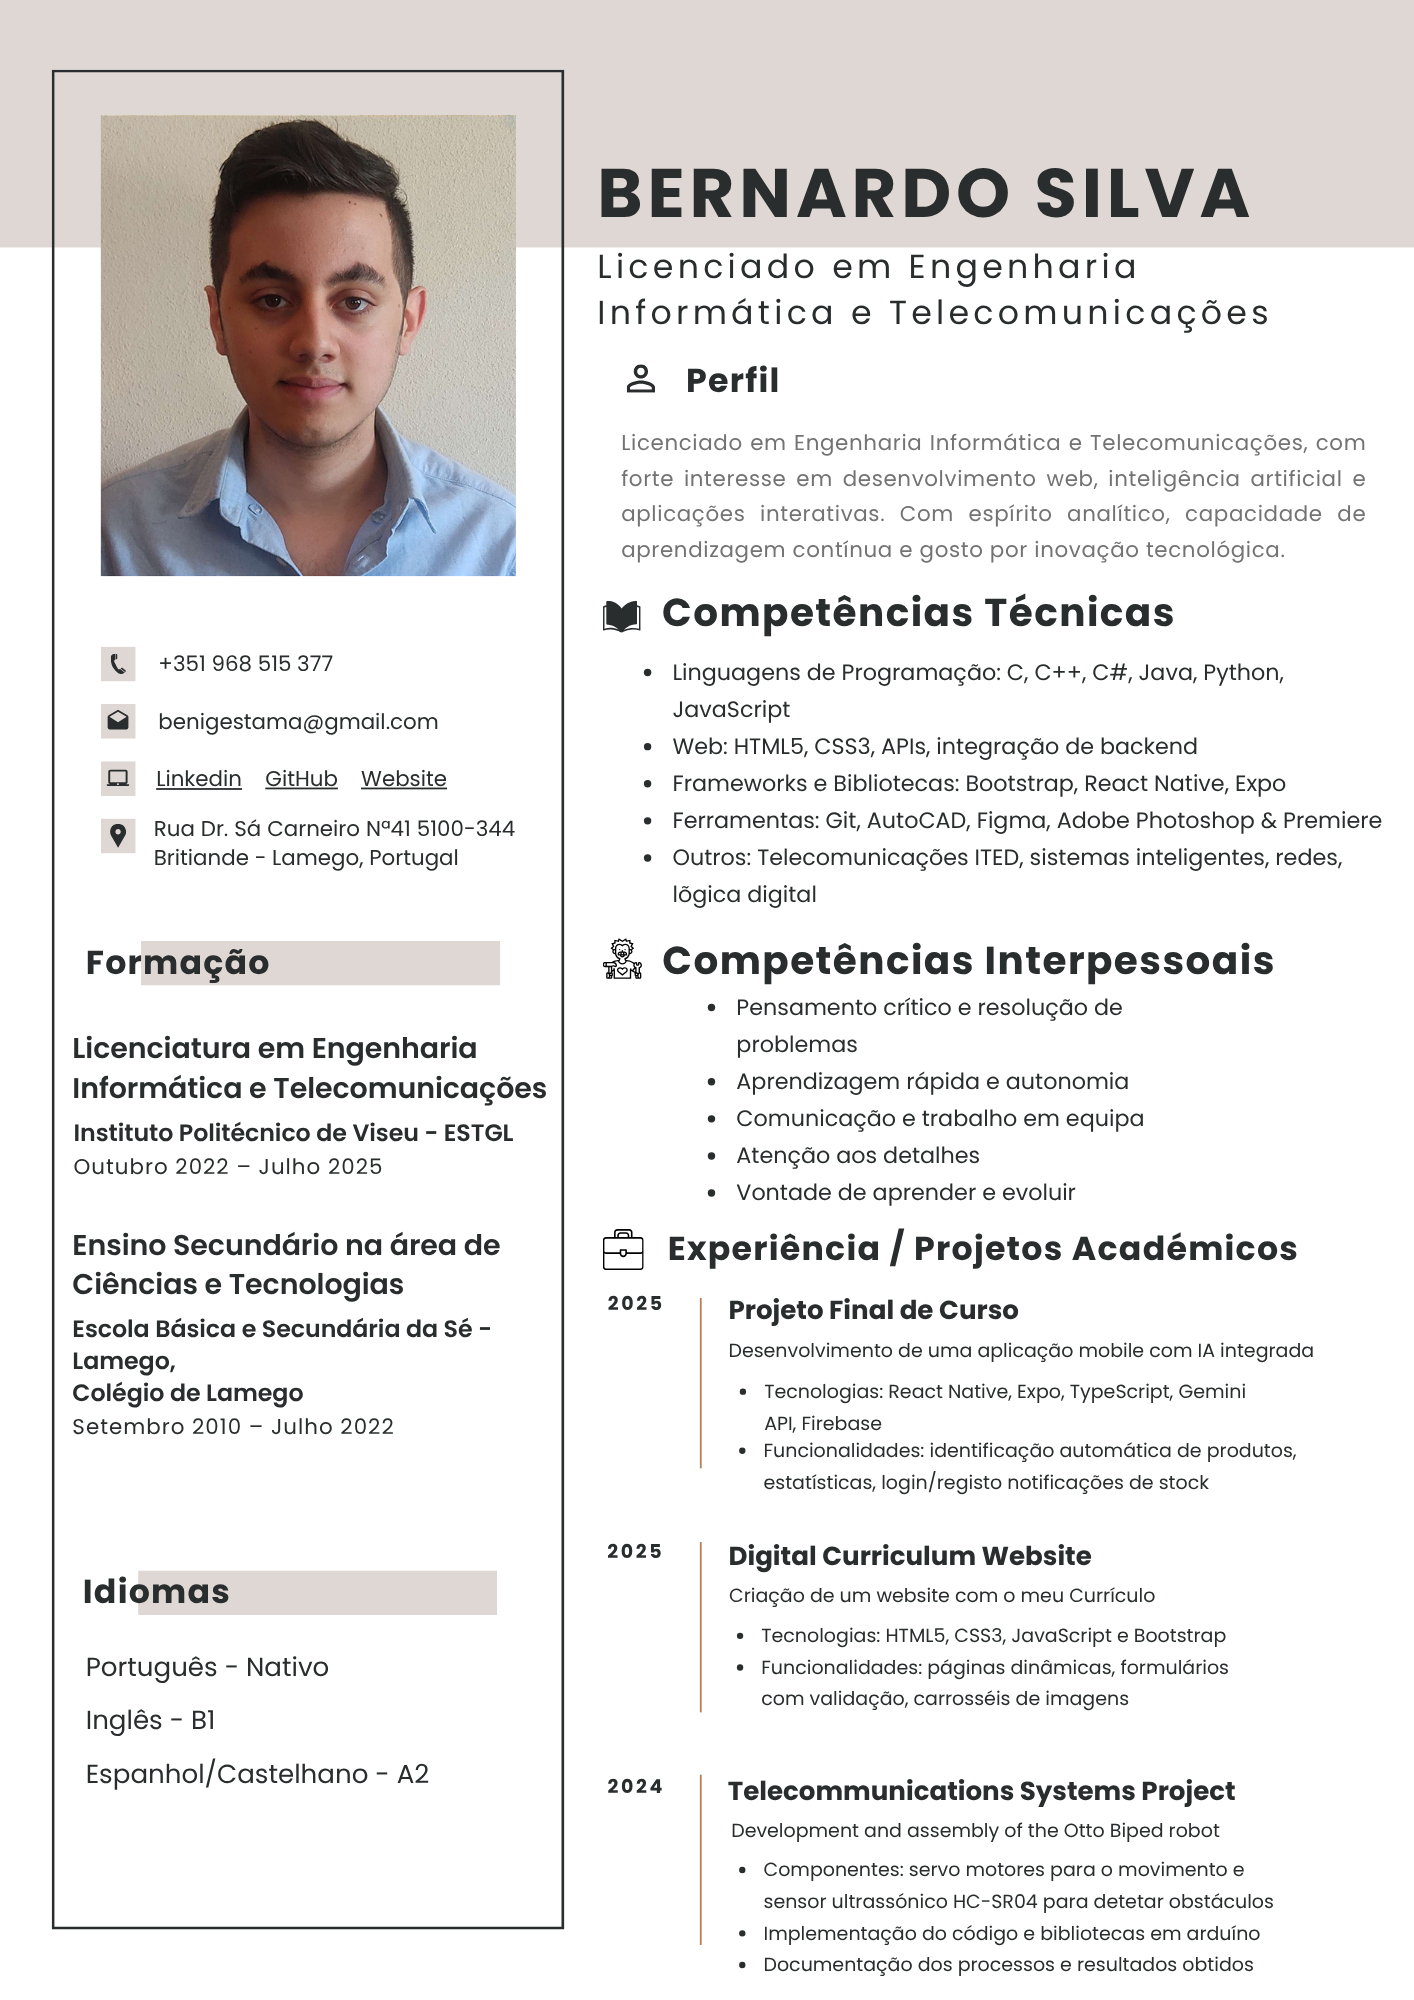 BERNARDO SILVA
Licenciado em Engenharia
Informática e Telecomunicações
+351 968 515 377
benigestama@gmail.com
Linkedin GitHub Website
Rua Dr. Sá Carneiro Nª41 5100-344
Britiande - Lamego, Portugal
Formação
Licenciatura em Engenharia
Informática e Telecomunicações
Instituto Politécnico de Viseu - ESTGL
Outubro 2022 – Julho 2025
Ensino Secundário na área de
Ciências e Tecnologias
Escola Básica e Secundária da Sé -
Lamego,
Colégio de Lamego
Setembro 2010 – Julho 2022
Idiomas
Português - Nativo
Inglês - B1
Espanhol/Castelhano - A2
Perfil
Licenciado em Engenharia Informática e Telecomunicações, com
forte interesse em desenvolvimento web, inteligência artificial e
aplicações interativas. Com espírito analítico, capacidade de
aprendizagem contínua e gosto por inovação tecnológica.
Competências Técnicas
• Linguagens de Programação: C, C++, C#, Java, Python,
JavaScript
• Web: HTML5, CSS3, APIs, integração de backend
• Frameworks e Bibliotecas: Bootstrap, React Native, Expo
• Ferramentas: Git, AutoCAD, Figma, Adobe Photoshop & Premiere
• Outros: Telecomunicações ITED, sistemas inteligentes, redes,
lõgica digital
Competências Interpessoais
• Pensamento crítico e resolução de
problemas
• Aprendizagem rápida e autonomia
• Comunicação e trabalho em equipa
• Atenção aos detalhes
• Vontade de aprender e evoluir
Experiência / Projetos Académicos
2025
Projeto Final de Curso
Desenvolvimento de uma aplicação mobile com IA integrada
• Tecnologias: React Native, Expo, TypeScript, Gemini
API, Firebase
• Funcionalidades: identificação automática de produtos,
estatísticas, login/registo notificações de stock
2025
Digital Curriculum Website
Criação de um website com o meu Currículo
• Tecnologias: HTML5, CSS3, JavaScript e Bootstrap
• Funcionalidades: páginas dinâmicas, formulários
com validação, carrosséis de imagens
2024
Telecommunications Systems Project
Development and assembly of the Otto Biped robot
• Componentes: servo motores para o movimento e
sensor ultrassónico HC-SR04 para detetar obstáculos
• Implementação do código e bibliotecas em arduíno
• Documentação dos processos e resultados obtidos